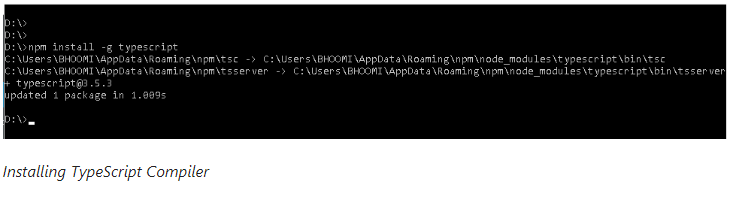 D:\>
D:\>
D:\>npm install -g typescript
C:\Users\BHOOMI\AppData\Roaming\npm\tsc -> C:\Users\BHOOMI\AppData\Roaming\npm\node_modules\typescript\bin\tsc
C:\Users\BHOOMI\AppData\Roaming\npm\tsserver -> C:\Users\BHOOMI\AppData\Roaming\npm\node_modules\typescript\bin\tsserver
+ typescript@3.5.3
updated 1 package in 1.009s
D:\>_
Installing TypeScript Compiler